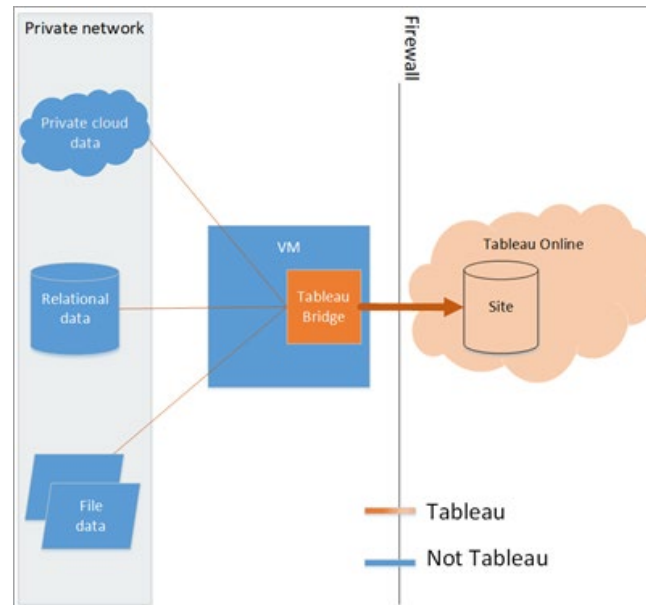 Private network
Firewall
Private cloud
data
VM
Tableau Online
Relational
data
Tableau
Bridge
Site
File
data
Tableau
Not Tableau